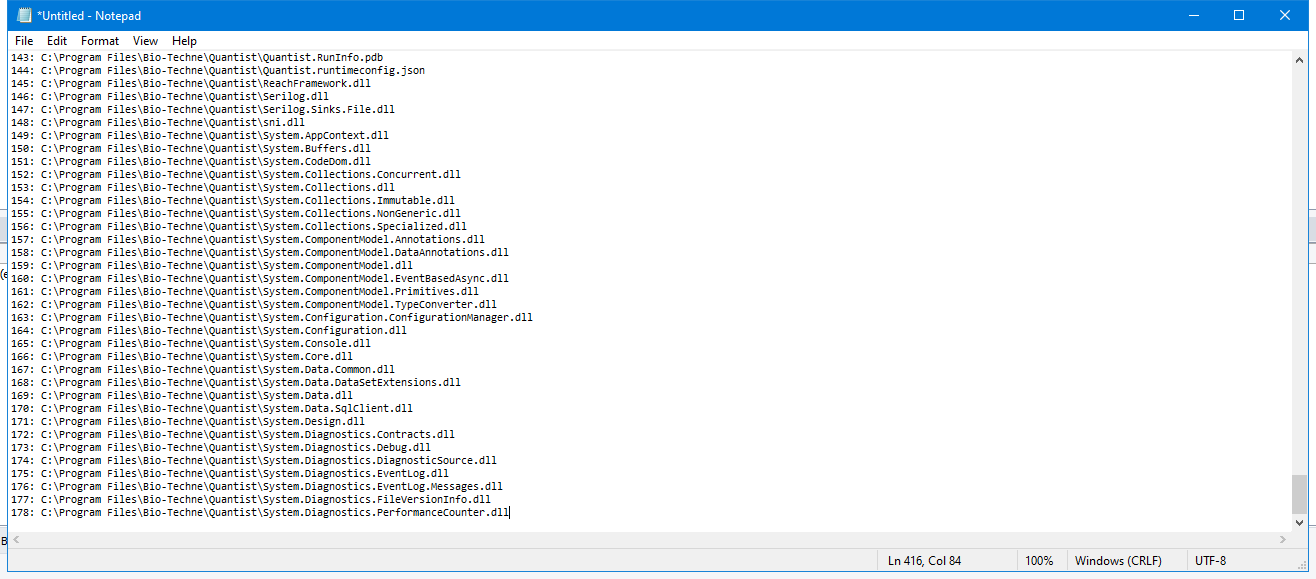 *Untitled - Notepad
File Edit Format View Help
143: C:\Program Files\Bio-Techne\Quantist\Quantist.RunInfo.pdb
144: C:\Program Files\Bio-Techne\Quantist\Quantist.runtimeconfig.json
145: C:\Program Files\Bio-Techne\Quantist\ReachFramework.dll
146: C:\Program Files\Bio-Techne\Quantist\Serilog.dll
147: C:\Program Files\Bio-Techne\Quantist\Serilog.Sinks.File.dll
148: C:\Program Files\Bio-Techne\Quantist\sni.dll
149: C:\Program Files\Bio-Techne\Quantist\System.AppContext.dll
150: C:\Program Files\Bio-Techne\Quantist\System.Buffers.dll
151: C:\Program Files\Bio-Techne\Quantist\System.CodeDom.dll
152: C:\Program Files\Bio-Techne\Quantist\System.Collections.Concurrent.dll
153: C:\Program Files\Bio-Techne\Quantist\System.Collections.dll
154: C:\Program Files\Bio-Techne\Quantist\System.Collections.Immutable.dll
155: C:\Program Files\Bio-Techne\Quantist\System.Collections.NonGeneric.dll
156: C:\Program Files\Bio-Techne\Quantist\System.Collections.Specialized.dll
157: C:\Program Files\Bio-Techne\Quantist\System.ComponentModel.Annotations.dll
158: C:\Program Files\Bio-Techne\Quantist\System.ComponentModel.DataAnnotations.dll
159: C:\Program Files\Bio-Techne\Quantist\System.ComponentModel.dll
160: C:\Program Files\Bio-Techne\Quantist\System.ComponentModel.EventBasedAsync.dll
161: C:\Program Files\Bio-Techne\Quantist\System.ComponentModel.Primitives.dll
162: C:\Program Files\Bio-Techne\Quantist\System.ComponentModel.TypeConverter.dll
163: C:\Program Files\Bio-Techne\Quantist\System.Configuration.ConfigurationManager.dll
164: C:\Program Files\Bio-Techne\Quantist\System.Configuration.dll
165: C:\Program Files\Bio-Techne\Quantist\System.Console.dll
166: C:\Program Files\Bio-Techne\Quantist\System.Core.dll
167: C:\Program Files\Bio-Techne\Quantist\System.Data.Common.dll
168: C:\Program Files\Bio-Techne\Quantist\System.Data.DataSetExtensions.dll
169: C:\Program Files\Bio-Techne\Quantist\System.Data.dll
170: C:\Program Files\Bio-Techne\Quantist\System.Data.SqlClient.dll
171: C:\Program Files\Bio-Techne\Quantist\System.Design.dll
172: C:\Program Files\Bio-Techne\Quantist\System.Diagnostics.Contracts.dll
173: C:\Program Files\Bio-Techne\Quantist\System.Diagnostics.Debug.dll
174: C:\Program Files\Bio-Techne\Quantist\System.Diagnostics.DiagnosticSource.dll
175: C:\Program Files\Bio-Techne\Quantist\System.Diagnostics.EventLog.dll
176: C:\Program Files\Bio-Techne\Quantist\System.Diagnostics.EventLog.Messages.dll
177: C:\Program Files\Bio-Techne\Quantist\System.Diagnostics.FileVersionInfo.dll
178: C:\Program Files\Bio-Techne\Quantist\System.Diagnostics.PerformanceCounter.dll
Ln 416, Col 84 100% Windows (CRLF) UTF-8